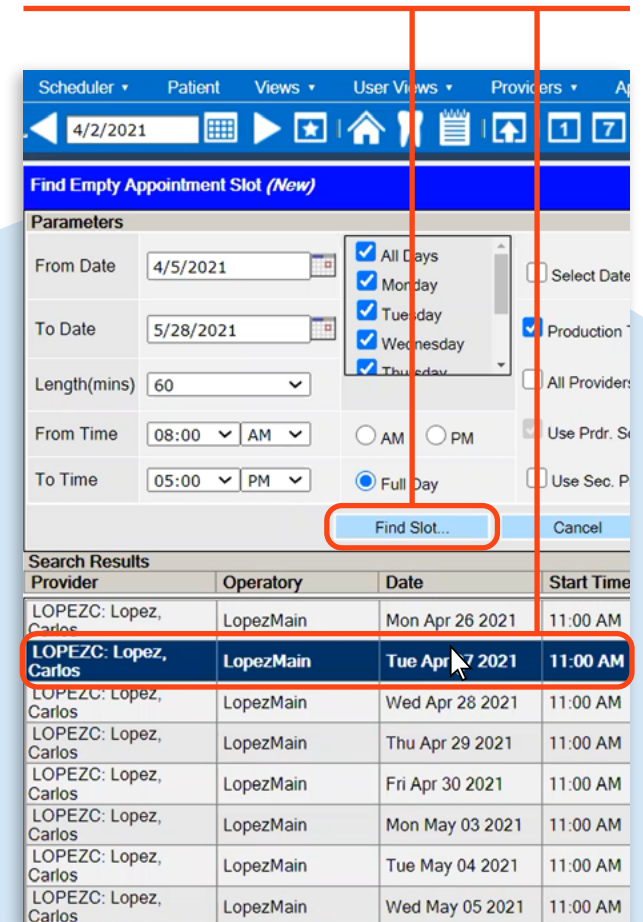 Scheduler Patient Views User Views Providers
4/2/2021 1 7
Find Empty Appointment Slot (New)
Parameters
From Date 4/5/2021 All Days Select Date
Monday
To Date 5/28/2021 Tuesday Production
Wednesday
Length(mins) 60 Thursday All Providers
From Time 08:00 AM AM PM Use Prdr.
To Time 05:00 PM Full Day Use Sec.
Find Slot... Cancel
Search Results
Provider Operatory Date Start Time
LOPEZC: Lopez,
Carlos LopezMain Mon Apr 26 2021 11:00 AM
LOPEZC: Lopez,
Carlos LopezMain Tue Apr 2021 11:00 AM
LOPEZC: Lopez,
Carlos LopezMain Wed Apr 28 2021 11:00 AM
LOPEZC: Lopez,
Carlos LopezMain Thu Apr 29 2021 11:00 AM
LOPEZC: Lopez,
Carlos LopezMain Fri Apr 30 2021 11:00 AM
LOPEZC: Lopez,
Carlos LopezMain Mon May 03 2021 11:00 AM
LOPEZC: Lopez,
Carlos LopezMain Tue May 04 2021 11:00 AM
LOPEZC: Lopez,
Carlos LopezMain Wed May 05 2021 11:00 AM